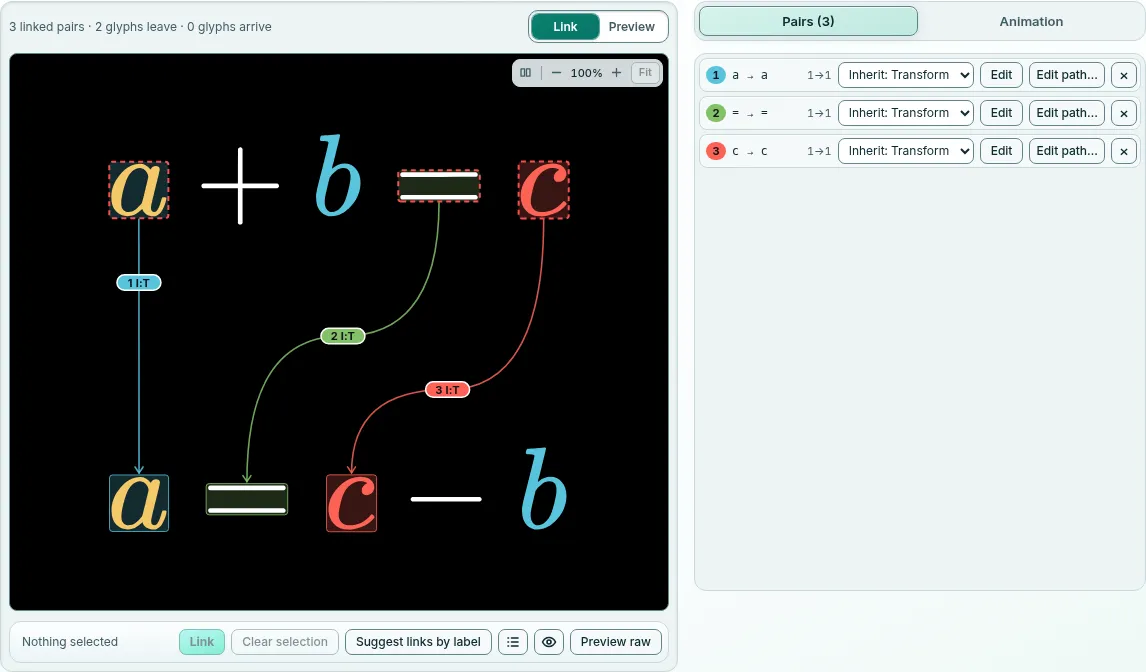 3 linked pairs · 2 glyphs leave · 0 glyphs arrive
Link Preview
100% Fit
a + b = c
1 I:T
2 I:T
3 I:T
a = c − b
Nothing selected Link Clear selection Suggest links by label Preview raw
Pairs (3) Animation
1 a → a 1→1 Inherit: Transform Edit Edit path... ×
2 = → = 1→1 Inherit: Transform Edit Edit path... ×
3 c → c 1→1 Inherit: Transform Edit Edit path... ×